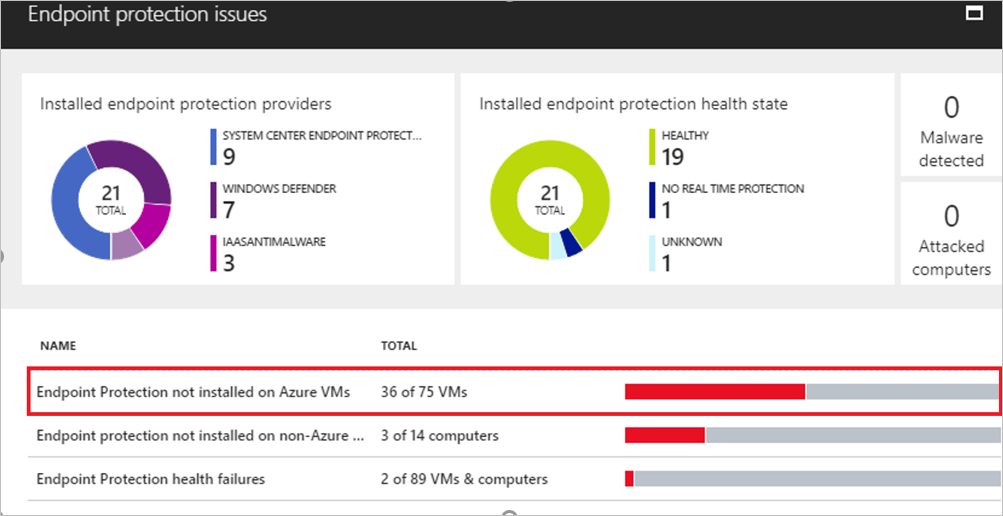 Endpoint protection issues
Installed endpoint protection providers
21
TOTAL
SYSTEM CENTER ENDPOINT PROTECT...
9
WINDOWS DEFENDER
7
IAASANTIMALWARE
3
Installed endpoint protection health state
21
TOTAL
HEALTHY
19
NO REAL TIME PROTECTION
1
UNKNOWN
1
0
Malware
detected
0
Attacked
computers
NAME TOTAL
Endpoint Protection not installed on Azure VMs 36 of 75 VMs
Endpoint protection not installed on non-Azure ... 3 of 14 computers
Endpoint Protection health failures 2 of 89 VMs & computers